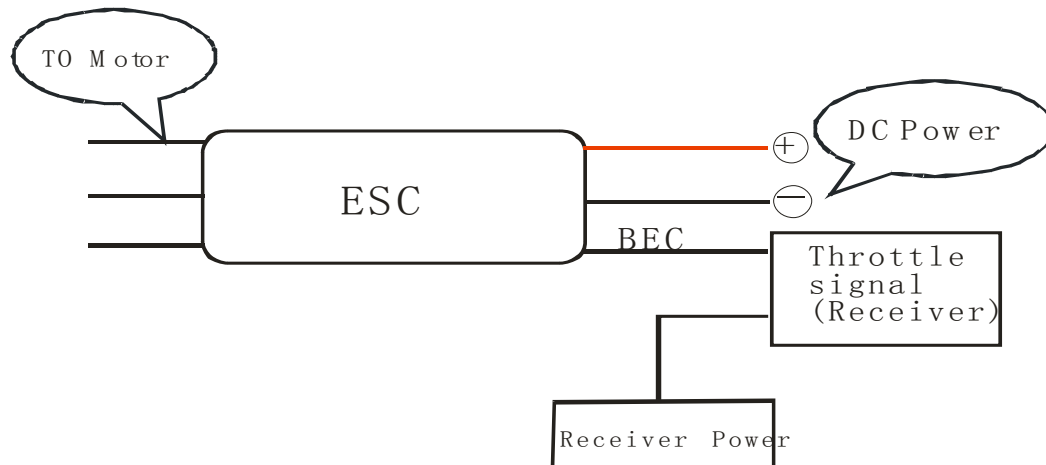 TO Motor
DC Power
ESC
BEC
Throttle
signal
(Receiver)
Receiver Power